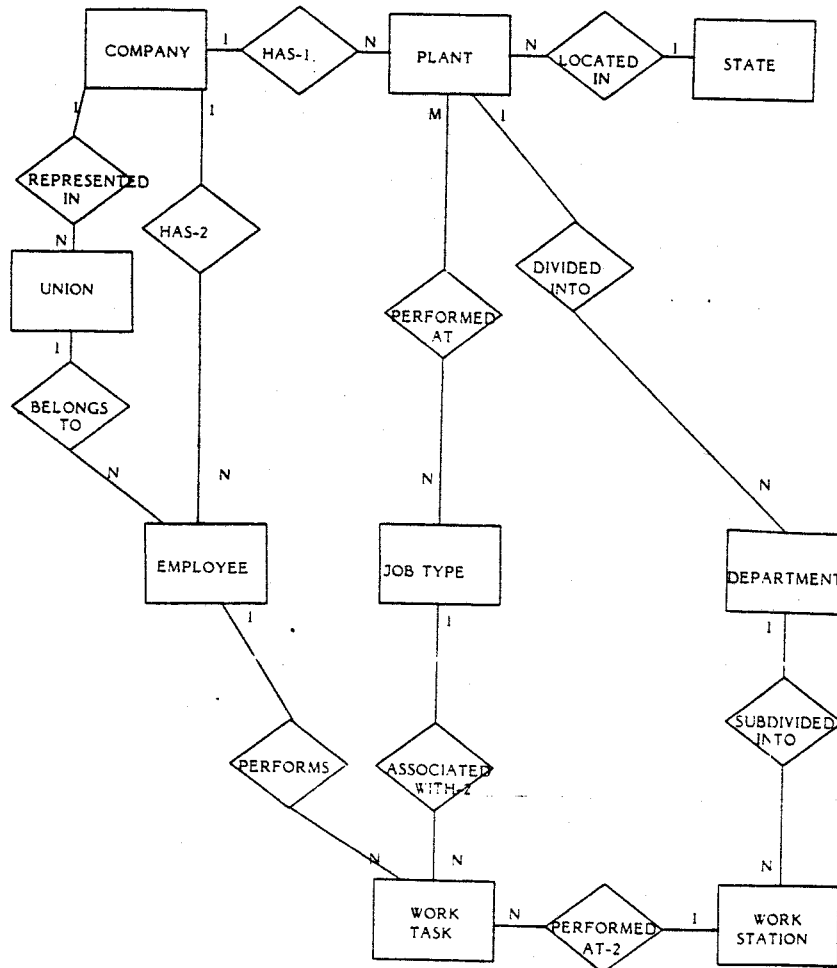 COMPANY
1
HAS-1
N
PLANT
N
LOCATED
IN
1
STATE
1
1
M
1
REPRESENTED
IN
HAS-2
N
UNION
DIVIDED
INTO
PERFORMED
AT
1
BELONGS
TO
N
N
N
N
EMPLOYEE
JOB TYPE
DEPARTMENT
1
1
1
SUBDIVIDED
INTO
PERFORMS
ASSOCIATED
WITH-2
N
N
N
WORK
TASK
N
PERFORMED
AT-2
1
WORK
STATION